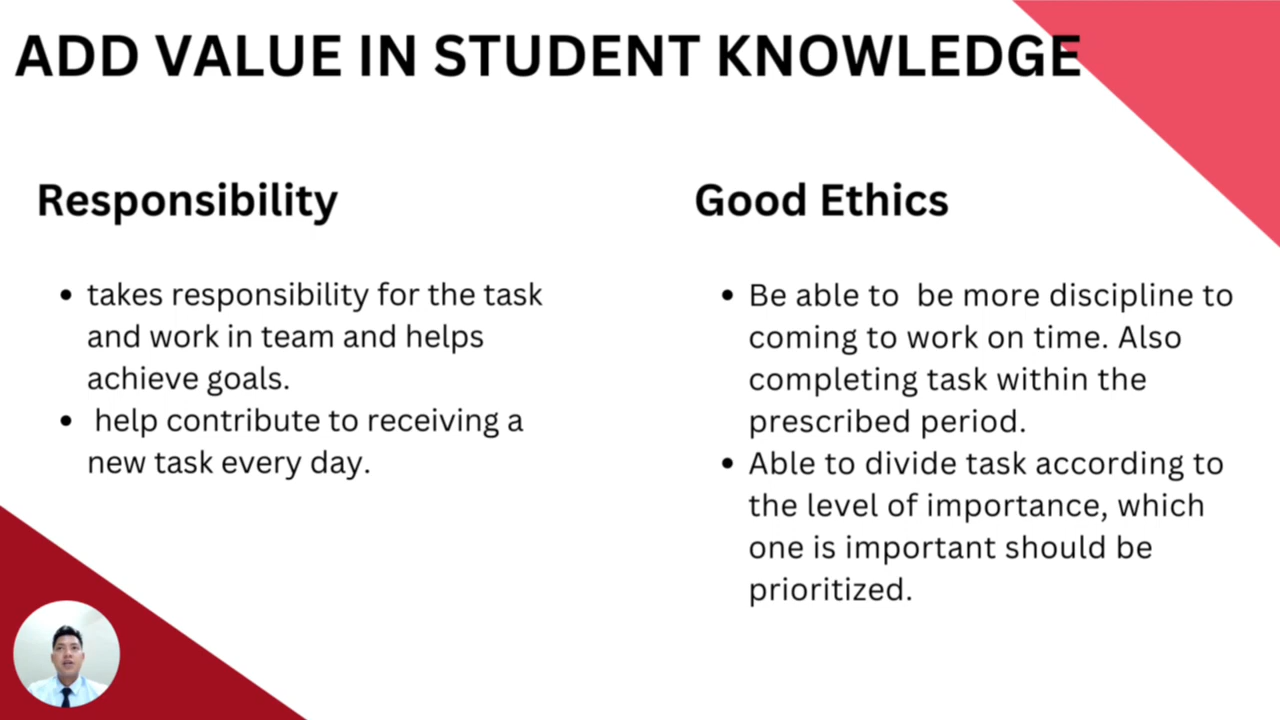 ADD VALUE IN STUDENT KNOWLEDGE
Responsibility
• takes responsibility for the task
and work in team and helps
achieve goals.
• help contribute to receiving a
new task every day.
Good Ethics
• Be able to  be more discipline to
coming to work on time. Also
completing task within the
prescribed period.
• Able to divide task according to
the level of importance, which
one is important should be
prioritized.